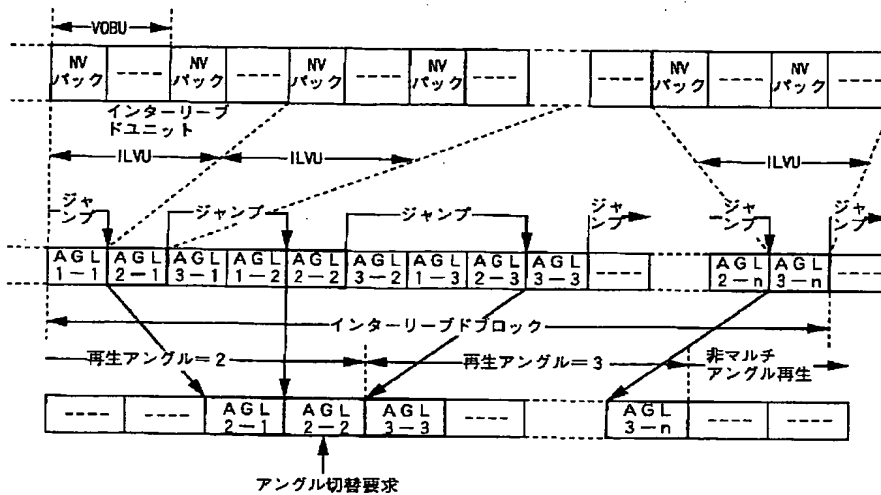 VOBU
NV
パック
----
NV
パック
----
NV
パック
----
NV
パック
----
----
NV
パック
----
NV
パック
----
インターリーブ
ドユニット
ILVU
ILVU
ILVU
ジャ
ンプ
ジャンプ
ジャンプ
ジャ
ンプ
ジャ
ンプ
ジャ
ンプ
AGL
1−1
AGL
2−1
AGL
3−1
AGL
1−2
AGL
2−2
AGL
3−2
AGL
1−3
AGL
2−3
AGL
3−3
----
AGL
2−n
AGL
3−n
----
インターリーブドブロック
再生アングル=2
再生アングル=3
非マルチ
アングル再生
----
----
AGL
2−1
AGL
2−2
AGL
3−3
----
AGL
3−n
----
----
アングル切替要求